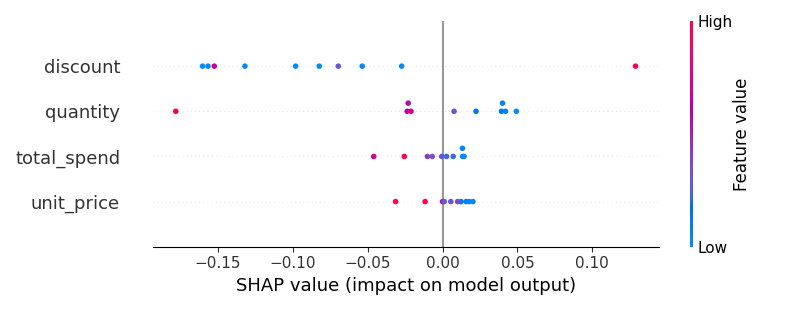 High
discount
quantity
total_spend
unit_price
Feature value
Low
−0.15 −0.10 −0.05 0.00 0.05 0.10
SHAP value (impact on model output)